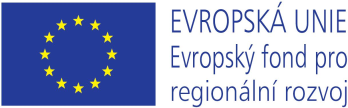 EVROPSKÁ UNIE
Evropský fond pro
regionální rozvoj